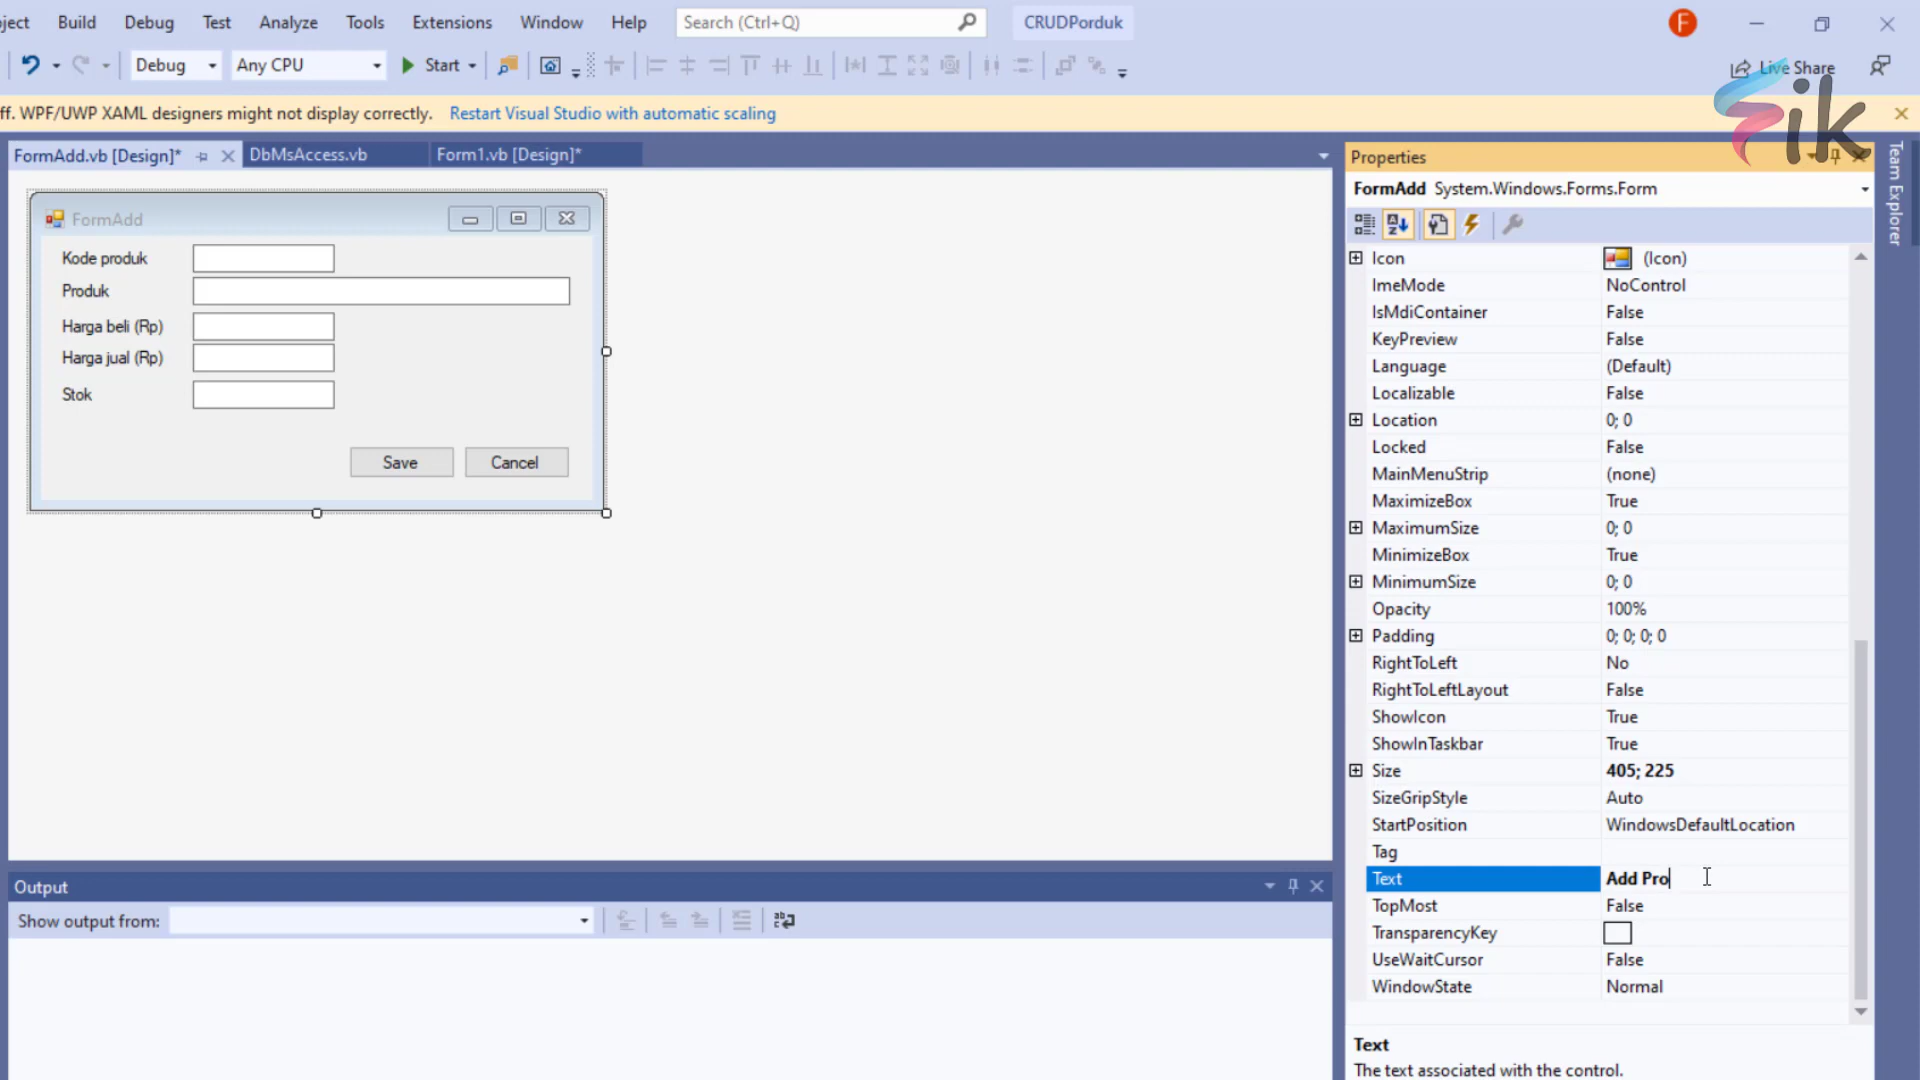 ject Build Debug Test Analyze Tools Extensions Window Help Search (Ctrl+Q) CRUDPorduk F
Debug Any CPU Start Live Share
ff. WPF/UWP XAML designers might not display correctly. Restart Visual Studio with automatic scaling
Eik
FormAdd.vb [Design]* DbMsAccess.vb Form1.vb [Design]*
FormAdd
Kode produk
Produk
Harga beli (Rp)
Harga jual (Rp)
Stok
Save Cancel
Output
Show output from:
Properties
FormAdd System.Windows.Forms.Form
Icon (Icon)
ImeMode NoControl
IsMdiContainer False
KeyPreview False
Language (Default)
Localizable False
Location 0; 0
Locked False
MainMenuStrip (none)
MaximizeBox True
MaximumSize 0; 0
MinimizeBox True
MinimumSize 0; 0
Opacity 100%
Padding 0; 0; 0; 0
RightToLeft No
RightToLeftLayout False
ShowIcon True
ShowInTaskbar True
Size 405; 225
SizeGripStyle Auto
StartPosition WindowsDefaultLocation
Tag
Text Add Pro
TopMost False
TransparencyKey
UseWaitCursor False
WindowState Normal
Text
The text associated with the control.
Team Explorer